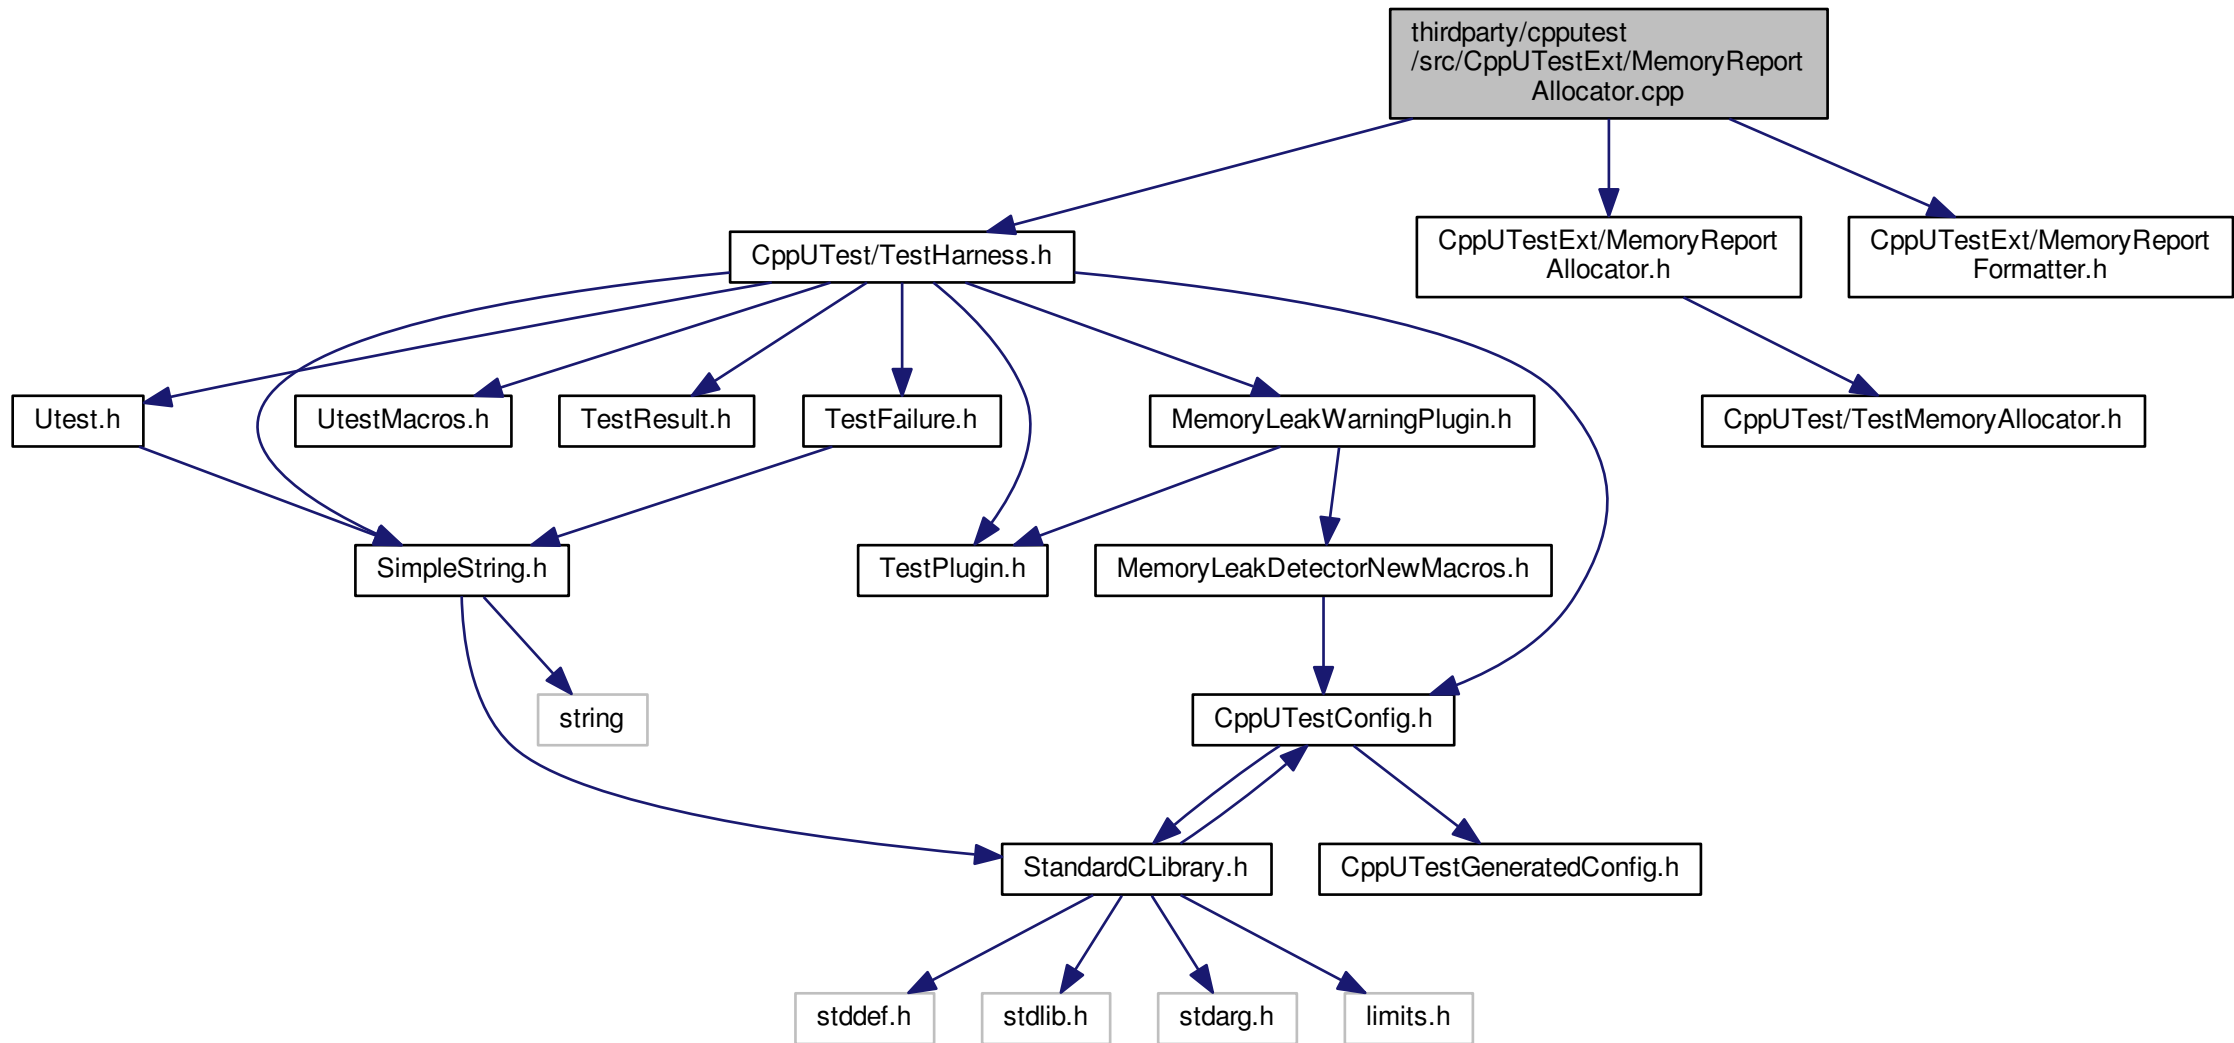 thirdparty/cpputest
/src/CppUTestExt/MemoryReport
Allocator.cpp
CppUTest/TestHarness.h
CppUTestExt/MemoryReport
Allocator.h
CppUTestExt/MemoryReport
Formatter.h
Utest.h
UtestMacros.h
TestResult.h
TestFailure.h
MemoryLeakWarningPlugin.h
CppUTest/TestMemoryAllocator.h
SimpleString.h
TestPlugin.h
MemoryLeakDetectorNewMacros.h
string
CppUTestConfig.h
StandardCLibrary.h
CppUTestGeneratedConfig.h
stddef.h
stdlib.h
stdarg.h
limits.h